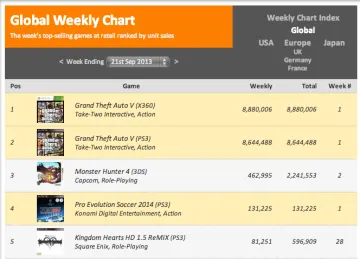 Global Weekly Chart
The week's top-selling games at retail ranked by unit sales
< Week Ending 21st Sep 2013 >
Weekly Chart Index
Global
USA Europe Japan
UK
Germany
France
Pos Game Weekly Total Week #
1 Grand Theft Auto V (X360) 8,880,006 8,880,006 1
Take-Two Interactive, Action
2 Grand Theft Auto V (PS3) 8,644,488 8,644,488 1
Take-Two Interactive, Action
3 Monster Hunter 4 (3DS) 462,995 2,241,553 2
Capcom, Role-Playing
4 Pro Evolution Soccer 2014 (PS3) 131,225 131,225 1
Konami Digital Entertainment, Action
5 Kingdom Hearts HD 1.5 ReMIX (PS3) 81,251 596,909 28
Square Enix, Role-Playing